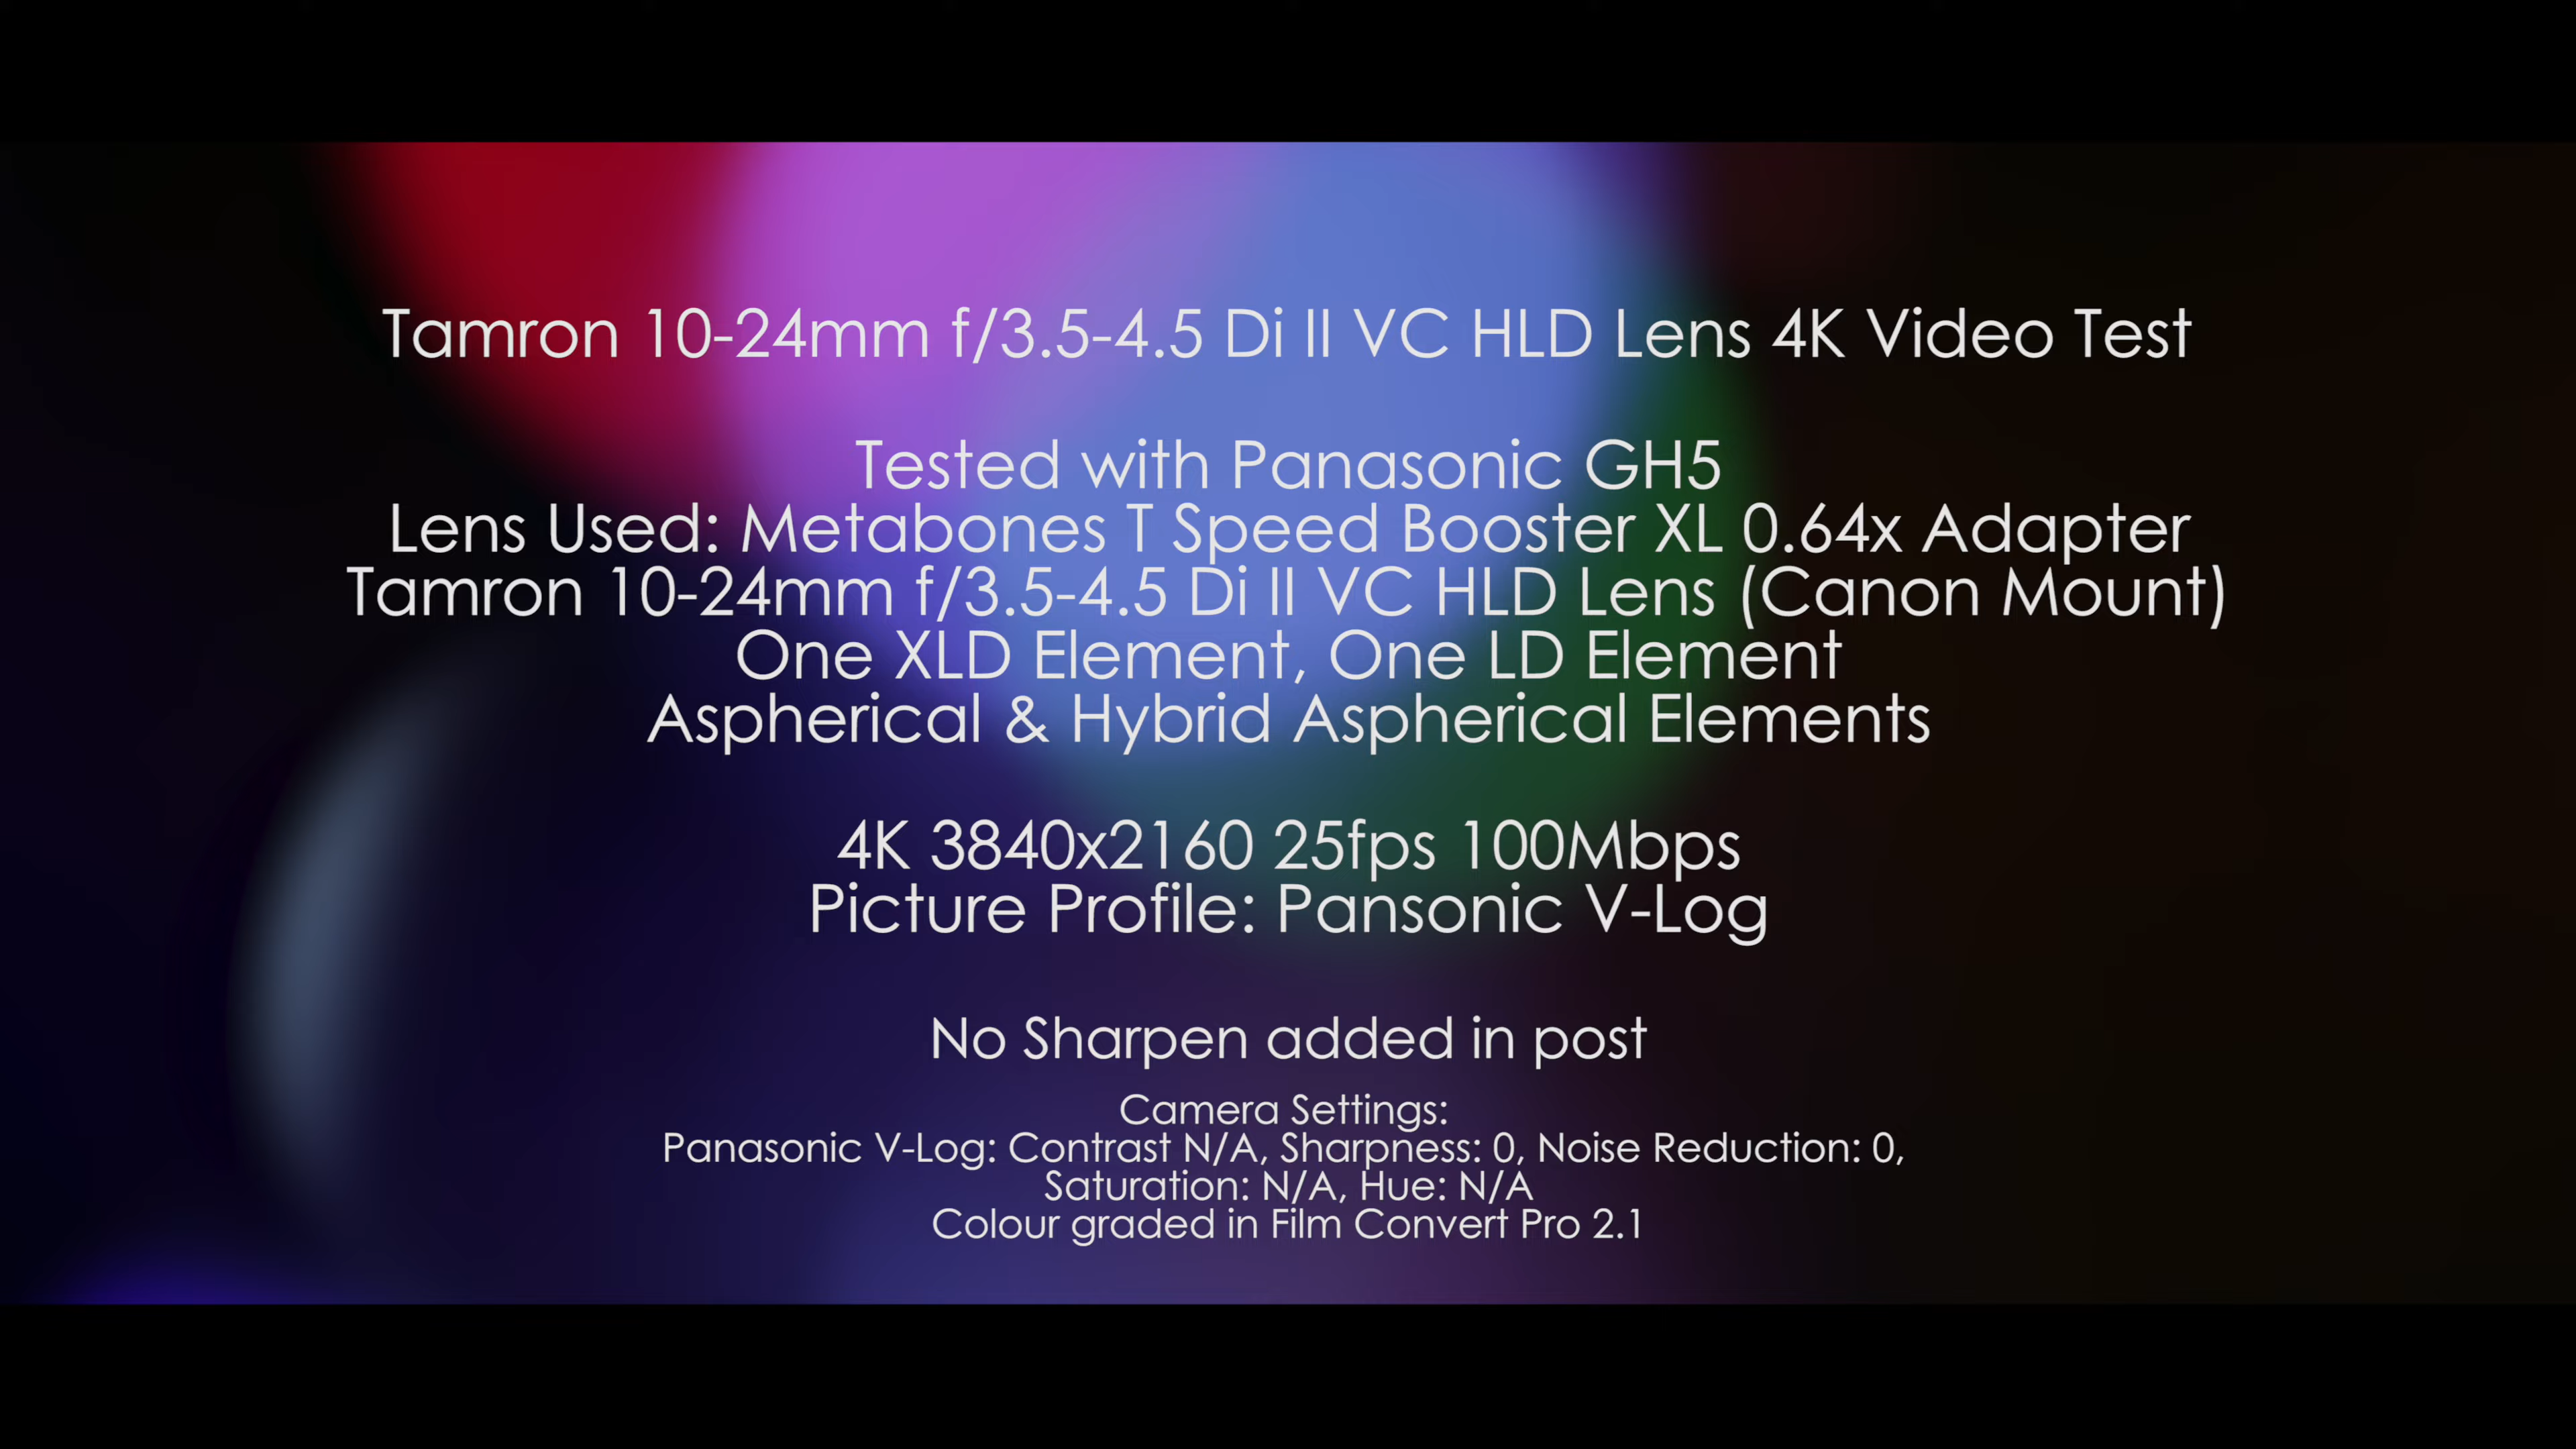 Tamron 10-24mm f/3.5-4.5 Di II VC HLD Lens 4K Video Test
Tested with Panasonic GH5
Lens Used: Metabones T Speed Booster XL 0.64x Adapter
Tamron 10-24mm f/3.5-4.5 Di II VC HLD Lens (Canon Mount)
One XLD Element, One LD Element
Aspherical & Hybrid Aspherical Elements
4K 3840x2160 25fps 100Mbps
Picture Profile: Pansonic V-Log
No Sharpen added in post
Camera Settings:
Panasonic V-Log: Contrast N/A, Sharpness: 0, Noise Reduction: 0,
Saturation: N/A, Hue: N/A
Colour graded in Film Convert Pro 2.1